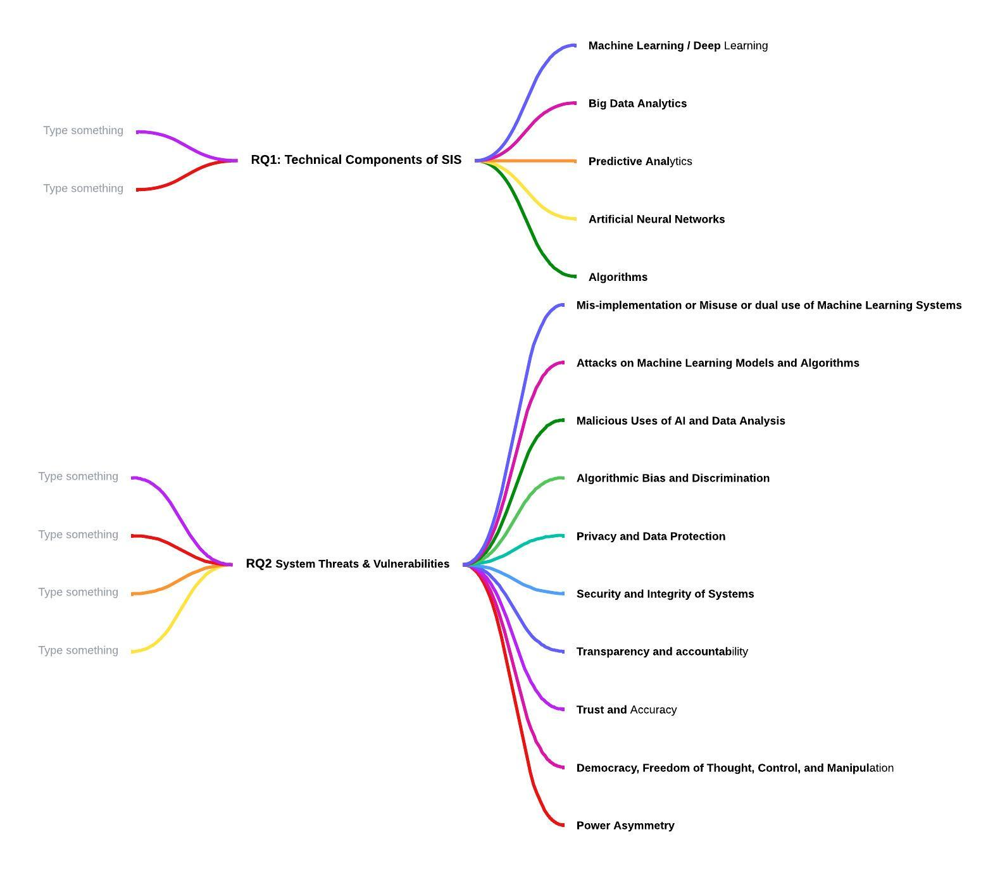 Machine Learning / Deep Learning
Big Data Analytics
Type something
RQ1: Technical Components of SIS
Predictive Analytics
Type something
Artificial Neural Networks
Algorithms
Mis-implementation or Misuse or dual use of Machine Learning Systems
Attacks on Machine Learning Models and Algorithms
Malicious Uses of AI and Data Analysis
Type something
Algorithmic Bias and Discrimination
Type something
Privacy and Data Protection
RQ2 System Threats & Vulnerabilities
Type something
Security and Integrity of Systems
Type something
Transparency and accountability
Trust and Accuracy
Democracy, Freedom of Thought, Control, and Manipulation
Power Asymmetry